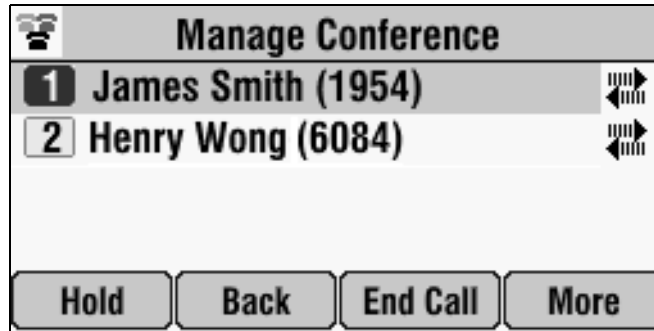 Manage Conference
1 James Smith (1954)
2 Henry Wong (6084)
Hold Back End Call More